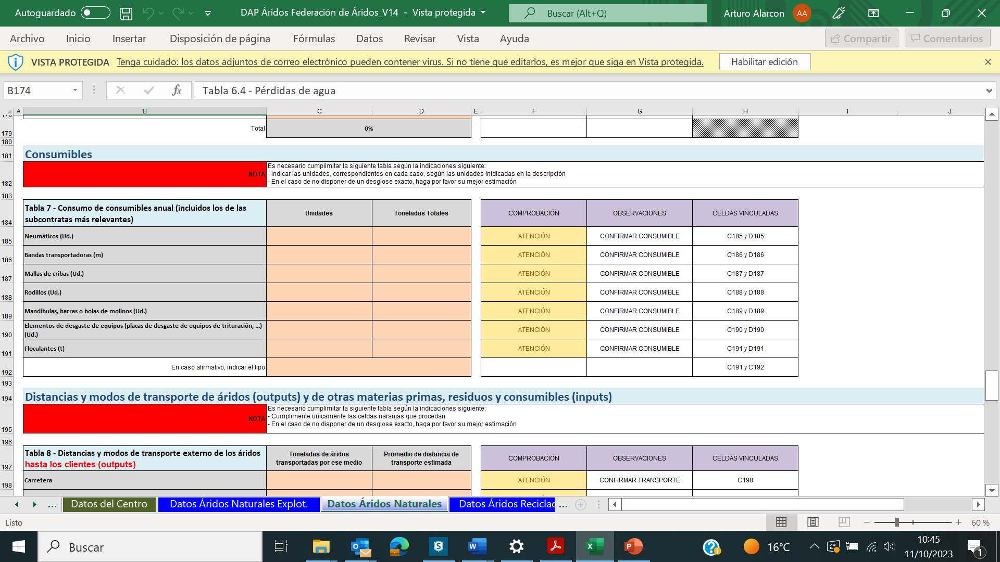 Autoguardado
DAP Áridos Federación de Áridos_V14 - Vista protegida
Buscar (Alt+Q)
Arturo Alarcon
AA
Archivo Inicio Insertar Disposición de página Fórmulas Datos Revisar Vista Ayuda
Compartir
Comentarios
VISTA PROTEGIDA Tenga cuidado: los datos adjuntos de correo electrónico pueden contener virus. Si no tiene que editarlos, es mejor que siga en Vista protegida.
Habilitar edición
B174
fx
Tabla 6.4 - Pérdidas de agua
A B C D E F G H I J
179 Total 0%
180
181 Consumibles
182 NOTA
Es necesario cumplimitar la siguiente tabla según la indicaciones siguiente:
- Indicar las unidades, correspondientes en cada caso, según las unidades inidicadas en la descripción
- En el caso de no disponer de un desglose exacto, haga por favor su mejor estimación
183
184 Tabla 7 - Consumo de consumibles anual (incluidos los de las
subcontratas más relevantes)
Unidades Toneladas Totales COMPROBACIÓN OBSERVACIONES CELDAS VINCULADAS
185 Neumáticos (Ud.) ATENCIÓN CONFIRMAR CONSUMIBLE C185 y D185
186 Bandas transportadoras (m) ATENCIÓN CONFIRMAR CONSUMIBLE C186 y D186
187 Mallas de cribas (Ud.) ATENCIÓN CONFIRMAR CONSUMIBLE C187 y D187
188 Rodillos (Ud.) ATENCIÓN CONFIRMAR CONSUMIBLE C188 y D188
189 Mandibulas, barras o bolas de molinos (Ud.) ATENCIÓN CONFIRMAR CONSUMIBLE C189 y D189
190 Elementos de desgaste de equipos (placas de desgaste de equipos de trituración, ...)
(Ud.)
ATENCIÓN CONFIRMAR CONSUMIBLE C190 y D190
191 Floculantes (t) ATENCIÓN CONFIRMAR CONSUMIBLE C191 y D191
192 En caso afirmativo, indicar el tipo C191 y C192
193
194 Distancias y modos de transporte de áridos (outputs) y de otras materias primas, residuos y consumibles (inputs)
195 NOTA
Es necesario cumplimitar la siguiente tabla según la indicaciones siguiente:
- Cumplimente unicamente las celdas naranjas que procedan
- En el caso de no disponer de un desglose exacto, haga por favor su mejor estimación
196
197 Tabla 8 - Distancias y modos de transporte externo de los áridos
hasta los clientes (outputs)
Toneladas de áridos
transportadas por ese medio
Promedio de distancia de
transporte estimada
COMPROBACIÓN OBSERVACIONES CELDAS VINCULADAS
198 Carretera ATENCIÓN CONFIRMAR TRANSPORTE C198
... Datos del Centro Datos Áridos Naturales Explot. Datos Áridos Naturales Datos Áridos Reciclac ...
Listo
60 %
Buscar
16°C
10:45
11/10/2023
1